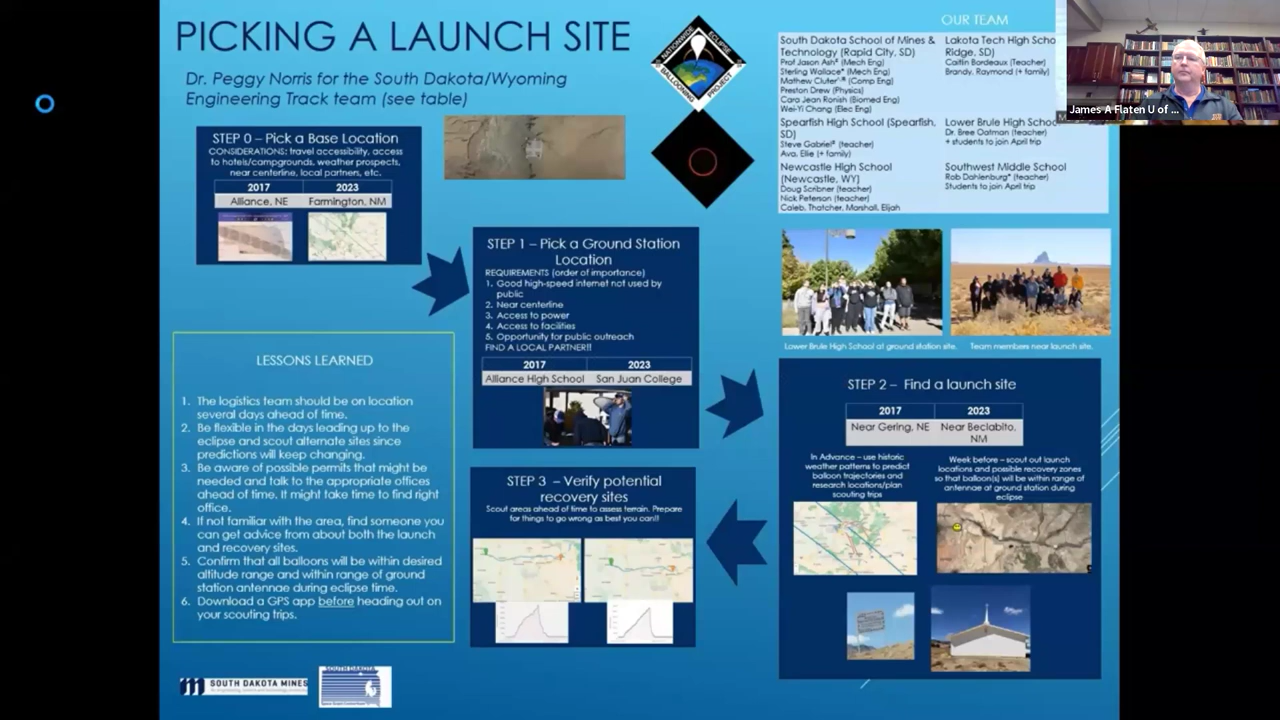 PICKING A LAUNCH SITE
Dr. Peggy Norris for the South Dakota/Wyoming
Engineering Track team (see table)
NATIONWIDE ECLIPSE
BALLOONING PROJECT
OUR TEAM
South Dakota School of Mines &
Technology (Rapid City, SD)
Sterling Wallace* (Mech Eng)
Preston Drew (Physics)
Cara Jean Ronish (Biomed Eng)
Wei-Yi Chang (Elec Eng)
Spearfish High School (Spearfish,
SD)
(teacher)
Ava, Ellie (+ family)
Newcastle High School
(Newcastle, WY)
Doug Scribner (teacher)
Nick Peterson (teacher)
Caleb, Thatcher, Marshall, Elijah
Lakota Tech High Scho
Ridge, SD)
Caitlin Bordeaux (Teacher)
Brandy, Raymond (+ family)
Lower Brule High School
Dr. Bree Oatman (teacher)
+ students to join April trip
Southwest Middle School
Rob Dahlenburg* (teacher)
Students to join April trip
James A Flaten U of ...
STEP 0 – Pick a Base Location
CONSIDERATIONS: travel accessibility, access
to hotels/campgrounds, weather prospects,
near centerline, local partners, etc.
2017 2023
Alliance, NE Farmington, NM
STEP 1 – Pick a Ground Station
Location
REQUIREMENTS (order of importance)
1. Good high-speed internet not used by
public
2. Near centerline
3. Access to power
4. Access to facilities
5. Opportunity for public outreach
FIND A LOCAL PARTNER!!
2017 2023
Alliance High School San Juan College
Lower Brule High School at ground station site.
Team members near launch site.
STEP 2 – Find a launch site
2017 2023
Near Gering, NE Near Beclabito,
NM
In Advance – use historic
weather patterns to predict
balloon trajectories and
research locations/plan
scouting trips
Week before – scout out launch
locations and possible recovery zones
so that balloon(s) will be within range of
antennae at ground station during
eclipse
STEP 3 – Verify potential
recovery sites
Scout areas ahead of time to assess terrain. Prepare
for things to go wrong as best you can!!
LESSONS LEARNED
1. The logistics team should be on location
several days ahead of time.
2. Be flexible in the days leading up to the
eclipse and scout alternate sites since
predictions will keep changing.
3. Be aware of possible permits that might be
needed and talk to the appropriate offices
ahead of time. It might take time to find right
office.
4. If not familiar with the area, find someone you
can get advice from about both the launch
and recovery sites.
5. Confirm that all balloons will be within desired
altitude range and within range of ground
station antennae during eclipse time.
6. Download a GPS app before heading out on
your scouting trips.
SOUTH DAKOTA MINES
SOUTH DAKOTA